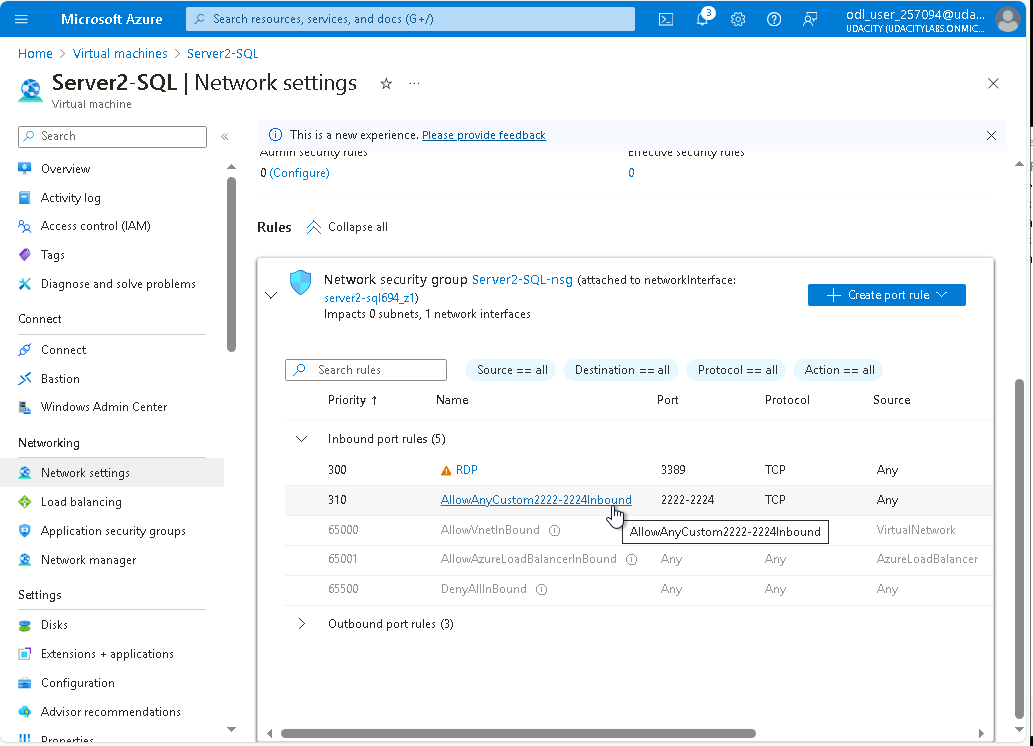 Microsoft Azure
Search resources, services, and docs (G+/)
3
odl_user_257094@uda...
UDACITY (UDACITYLABS.ONMIC...
Home > Virtual machines > Server2-SQL
Server2-SQL | Network settings
Virtual machine
Search
This is a new experience. Please provide feedback
Overview
Activity log
Access control (IAM)
Tags
Diagnose and solve problems
Connect
Connect
Bastion
Windows Admin Center
Networking
Network settings
Load balancing
Application security groups
Network manager
Settings
Disks
Extensions + applications
Configuration
Advisor recommendations
Properties
Admin security rules
Effective security rules
0 (Configure)
0
Rules
Collapse all
Network security group Server2-SQL-nsg (attached to networkInterface:
server2-sql694_z1)
Impacts 0 subnets, 1 network interfaces
Create port rule
Search rules
Source == all
Destination == all
Protocol == all
Action == all
Priority ↑ Name Port Protocol Source
Inbound port rules (5)
300 RDP 3389 TCP Any
310 AllowAnyCustom2222-2224Inbound 2222-2224 TCP Any
65000 AllowVnetInBound VirtualNetwork
AllowAnyCustom2222-2224Inbound
65001 AllowAzureLoadBalancerInBound Any Any AzureLoadBalancer
65500 DenyAllInBound Any Any Any
Outbound port rules (3)